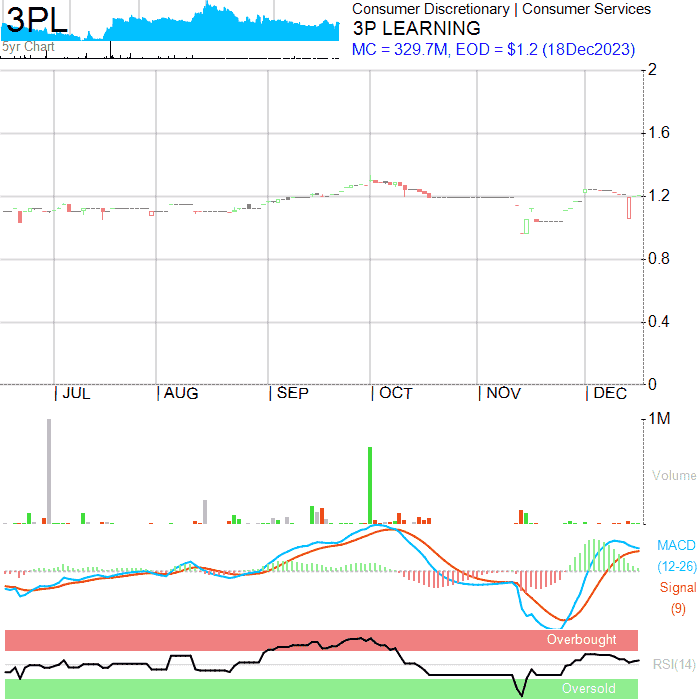 3PL
5yr Chart
Consumer Discretionary | Consumer Services
3P LEARNING
MC = 329.7M, EOD = $1.2 (18Dec2023)
2
1.6
1.2
0.8
0.4
0
JUL AUG SEP OCT NOV DEC
1M
Volume
MACD
(12-26)
Signal
(9)
Overbought
RSI(14)
Oversold